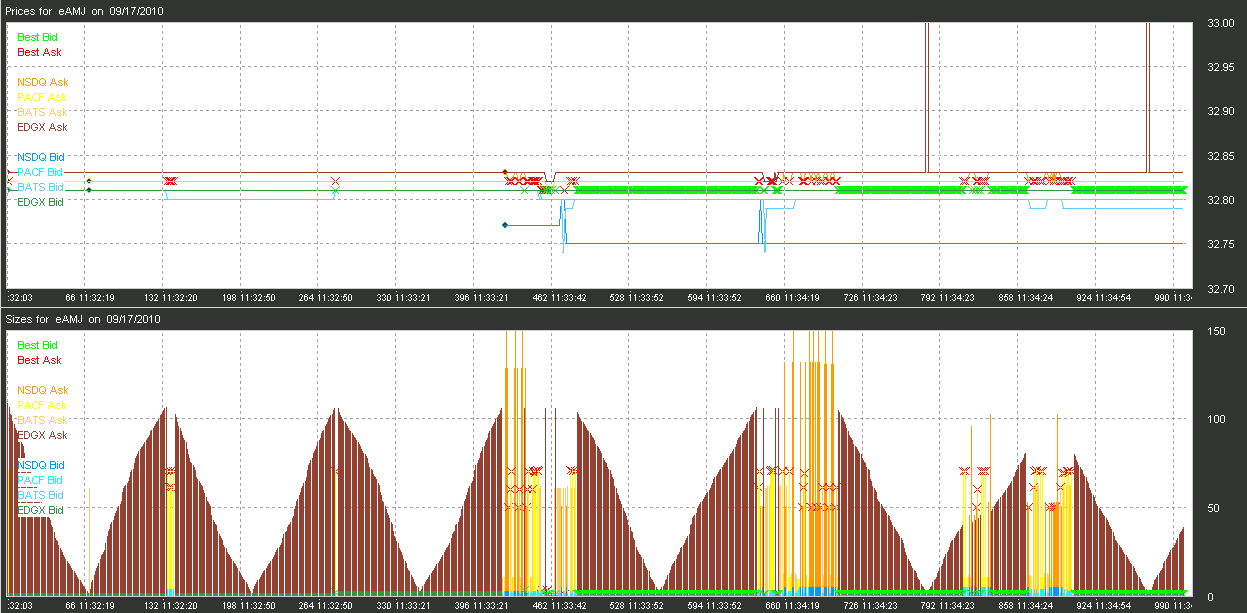 Prices for eAMJ on 09/17/2010
Best Bid
Best Ask
NSDQ Ask
PACF Ask
BATS Ask
EDGX Ask
NSDQ Bid
PACF Bid
BATS Bid
EDGX Bid
33.00
32.95
32.90
32.85
32.80
32.75
32.70
:32:03 66 11:32:19 132 11:32:20 198 11:32:50 264 11:32:50 330 11:33:21 396 11:33:21 462 11:33:42 528 11:33:52 594 11:33:52 660 11:34:19 726 11:34:23 792 11:34:23 858 11:34:24 924 11:34:54 990 11:3
Sizes for eAMJ on 09/17/2010
Best Bid
Best Ask
NSDQ Ask
PACF Ask
BATS Ask
EDGX Ask
NSDQ Bid
PACF Bid
BATS Bid
EDGX Bid
150
100
50
0
:32:03 66 11:32:19 132 11:32:20 198 11:32:50 264 11:32:50 330 11:33:21 396 11:33:21 462 11:33:42 528 11:33:52 594 11:33:52 660 11:34:19 726 11:34:23 792 11:34:23 858 11:34:24 924 11:34:54 990 11:3